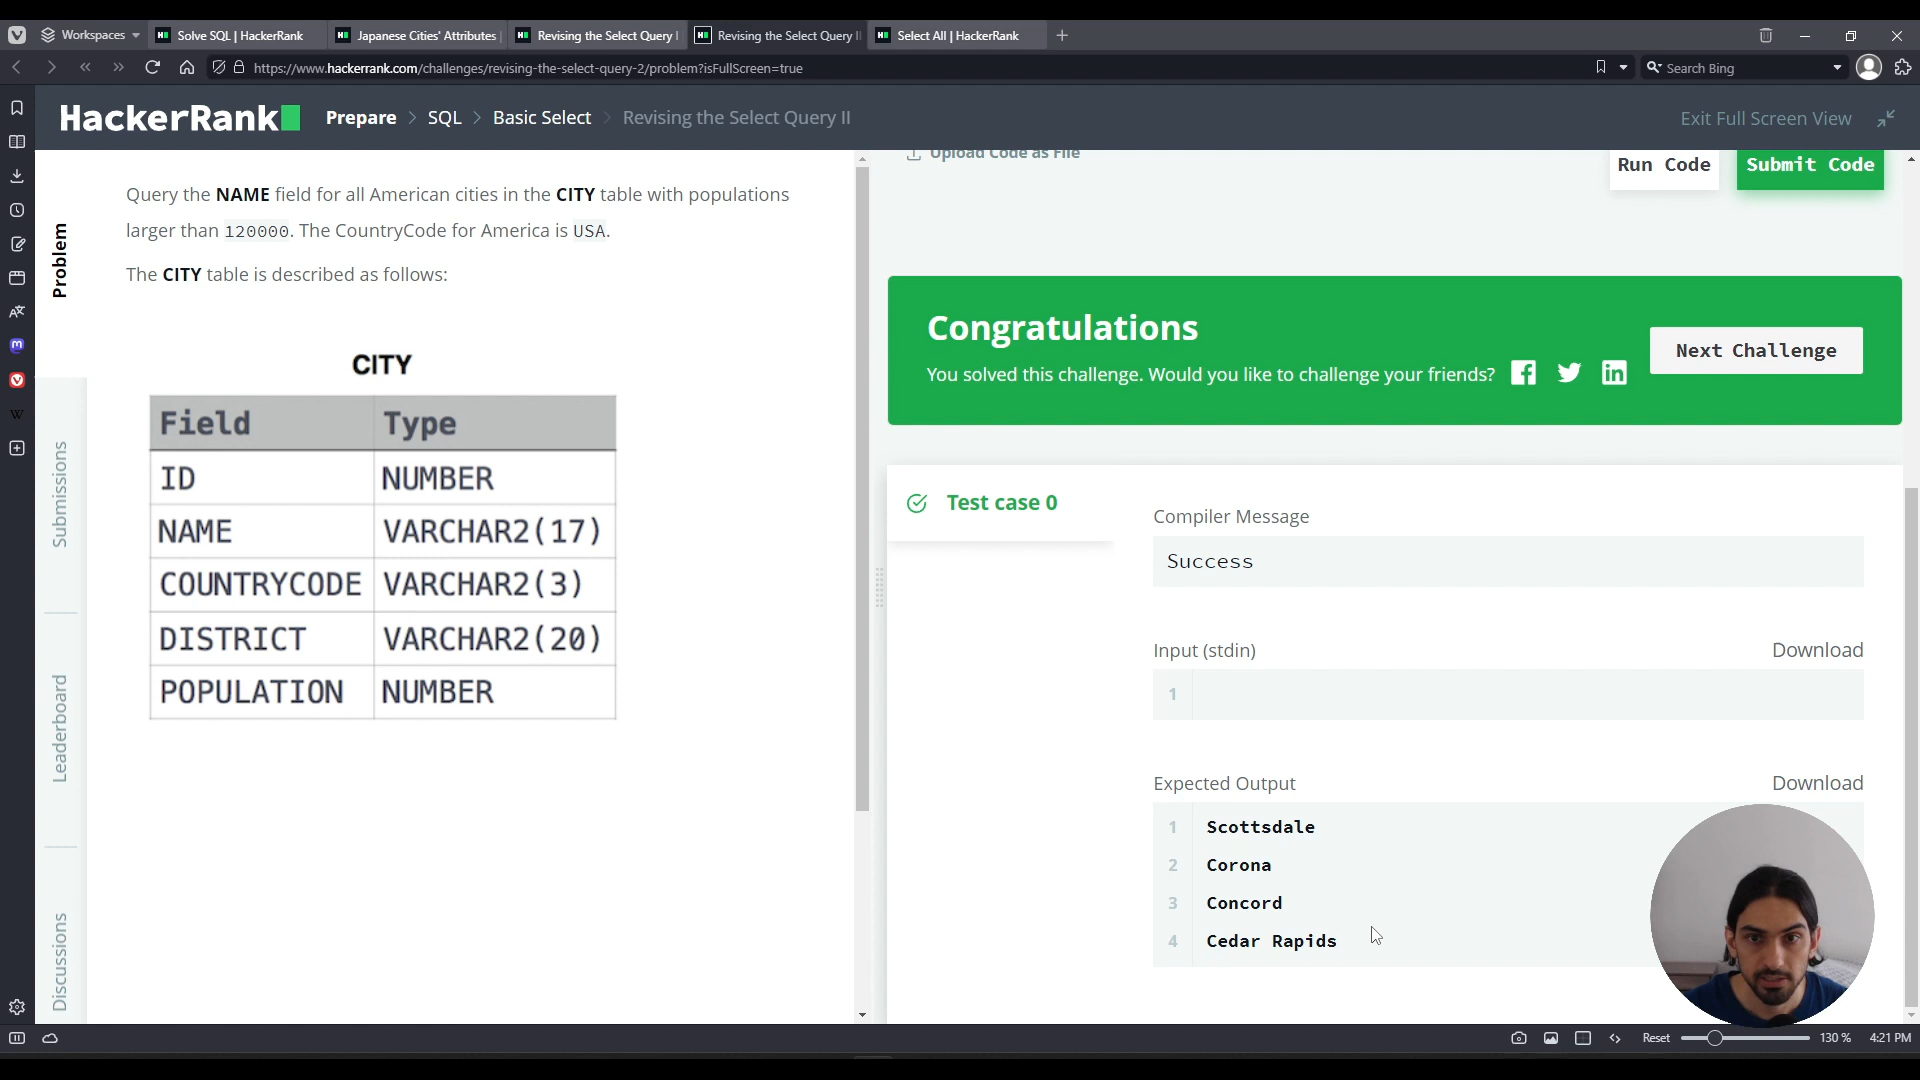 Workspaces
Solve SQL | HackerRank
Japanese Cities' Attributes
Revising the Select Query I
Revising the Select Query II
Select All | HackerRank
https://www.hackerrank.com/challenges/revising-the-select-query-2/problem?isFullScreen=true
Search Bing
HackerRank
Prepare > SQL > Basic Select > Revising the Select Query II
Exit Full Screen View
Problem
Submissions
Leaderboard
Discussions
Query the NAME field for all American cities in the CITY table with populations
larger than 120000. The CountryCode for America is USA.
The CITY table is described as follows:
CITY
Field Type
ID NUMBER
NAME VARCHAR2(17)
COUNTRYCODE VARCHAR2(3)
DISTRICT VARCHAR2(20)
POPULATION NUMBER
Upload Code as File
Run Code
Submit Code
Congratulations
You solved this challenge. Would you like to challenge your friends?
Next Challenge
Test case 0
Compiler Message
Success
Input (stdin)
Download
1
Expected Output
Download
1 Scottsdale
2 Corona
3 Concord
4 Cedar Rapids
Reset
130 %
4:21 PM